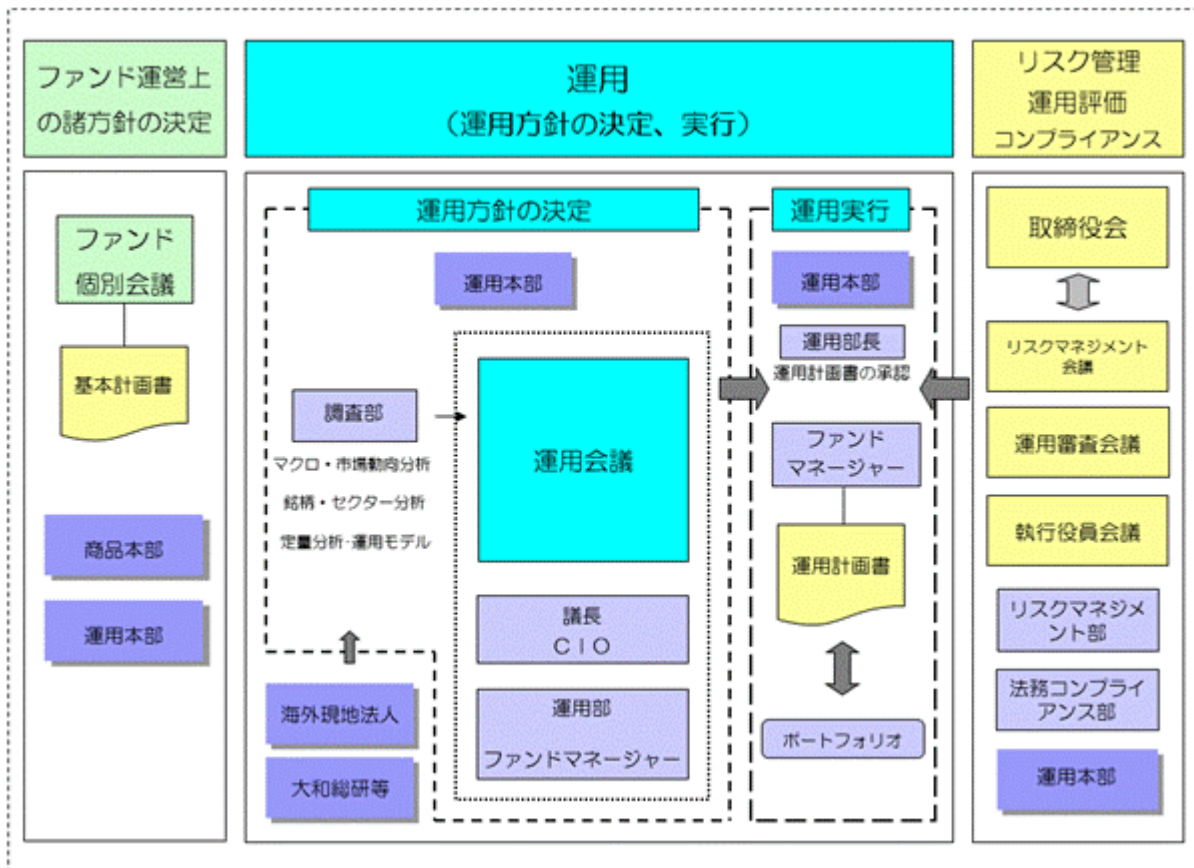 ファンド運営上
の諸方針の決定
運用
(運用方針の決定、実行)
リスク管理
運用評価
コンプライアンス
ファンド
個別会議
基本計画書
商品本部
運用本部
運用方針の決定
運用本部
調査部
マクロ・市場動向分析
銘柄・セクター分析
定量分析・運用モデル
運用会議
議長
CIO
運用部
ファンドマネージャー
海外現地法人
大和総研等
運用実行
運用本部
運用部長
運用計画書の承認
ファンド
マネージャー
運用計画書
ポートフォリオ
取締役会
リスクマネジメント
会議
運用審査会議
執行役員会議
リスクマネジメ
ント部
法務コンプライ
アンス部
運用本部